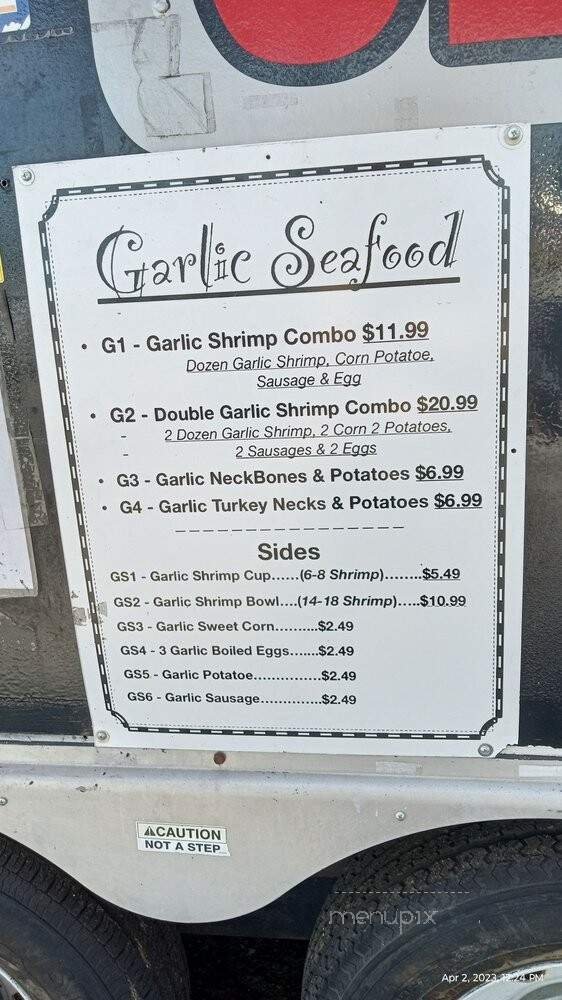 Garlic Seafood
• G1 - Garlic Shrimp Combo $11.99
Dozen Garlic Shrimp, Corn Potatoe,
Sausage & Egg
• G2 - Double Garlic Shrimp Combo $20.99
- 2 Dozen Garlic Shrimp, 2 Corn 2 Potatoes,
- 2 Sausages & 2 Eggs
• G3 - Garlic NeckBones & Potatoes $6.99
• G4 - Garlic Turkey Necks & Potatoes $6.99
Sides
GS1 - Garlic Shrimp Cup......(6-8 Shrimp)........$5.49
GS2 - Garlic Shrimp Bowl....(14-18 Shrimp).....$10.99
GS3 - Garlic Sweet Corn.........$2.49
GS4 - 3 Garlic Boiled Eggs.......$2.49
GS5 - Garlic Potatoe...............$2.49
GS6 - Garlic Sausage.............$2.49
CAUTION
NOT A STEP
menupix
Apr 2, 2023, 12:24 PM